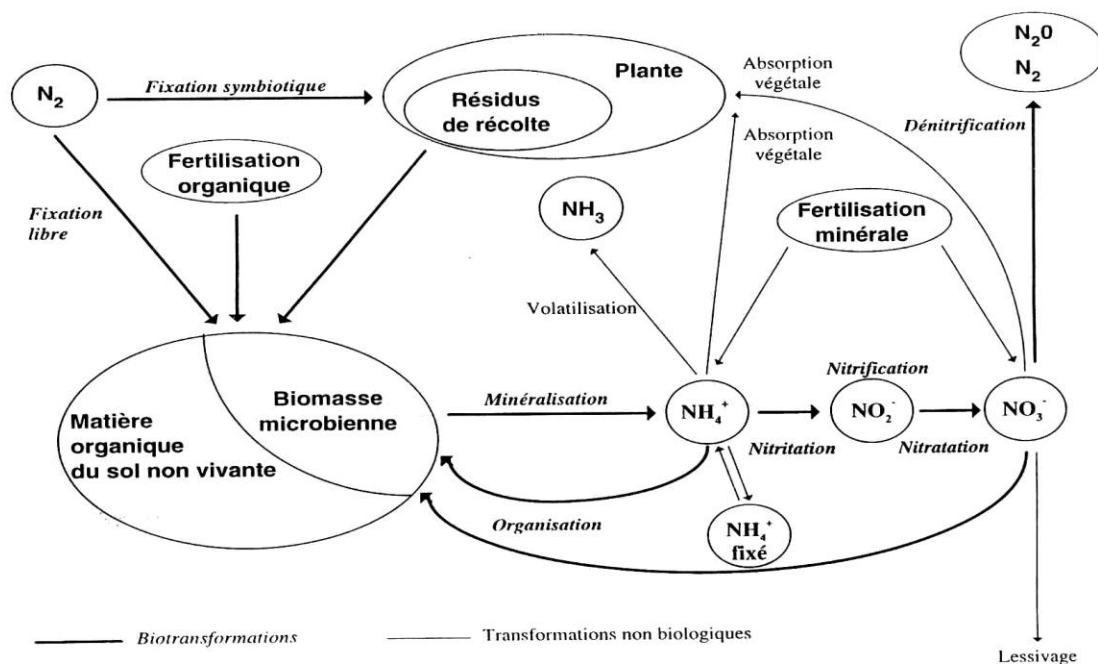 N₂O
N₂
N₂
Fixation symbiotique
Plante
Résidus
de récolte
Absorption
végétale
Absorption
végétale
Dénitrification
Fertilisation
organique
Fixation
libre
NH₃
Fertilisation
minérale
Volatilisation
Matière
organique
du sol non vivante
Biomasse
microbienne
Minéralisation
NH₄⁺
Nitrification
NO₂⁻
NO₃⁻
Nitritation
Nitratation
Organisation
NH₄⁺
fixé
Biotransformations
Transformations non biologiques
Lessivage